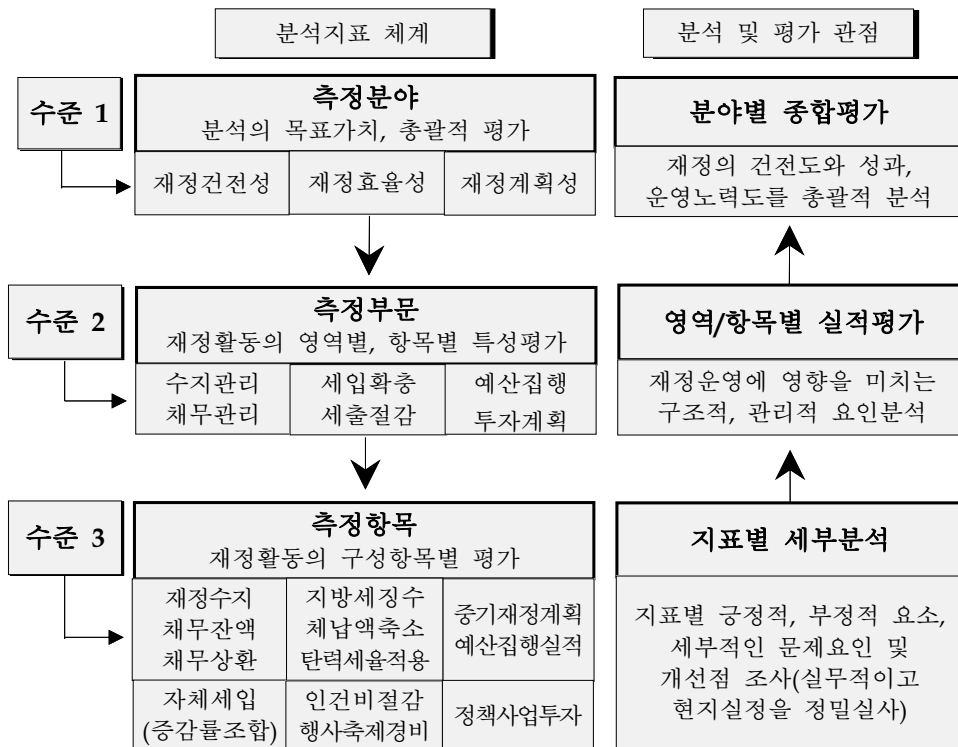 분석지표 체계
분석 및 평가 관점
수준 1
측정분야
분석의 목표가치, 총괄적 평가
재정건전성
재정효율성
재정계획성
분야별 종합평가
재정의 건전도와 성과,
운영노력도를 총괄적 분석
수준 2
측정부문
재정활동의 영역별, 항목별 특성평가
수지관리
채무관리
세입확충
세출절감
예산집행
투자계획
영역/항목별 실적평가
재정운영에 영향을 미치는
구조적, 관리적 요인분석
수준 3
측정항목
재정활동의 구성항목별 평가
재정수지
채무잔액
채무상환
지방세징수
체납액축소
탄력세율적용
중기재정계획
예산집행실적
자체세입
(증감률조합)
인건비절감
행사축제경비
정책사업투자
지표별 세부분석
지표별 긍정적, 부정적 요소,
세부적인 문제요인 및
개선점 조사(실무적이고
현지실정을 정밀실사)